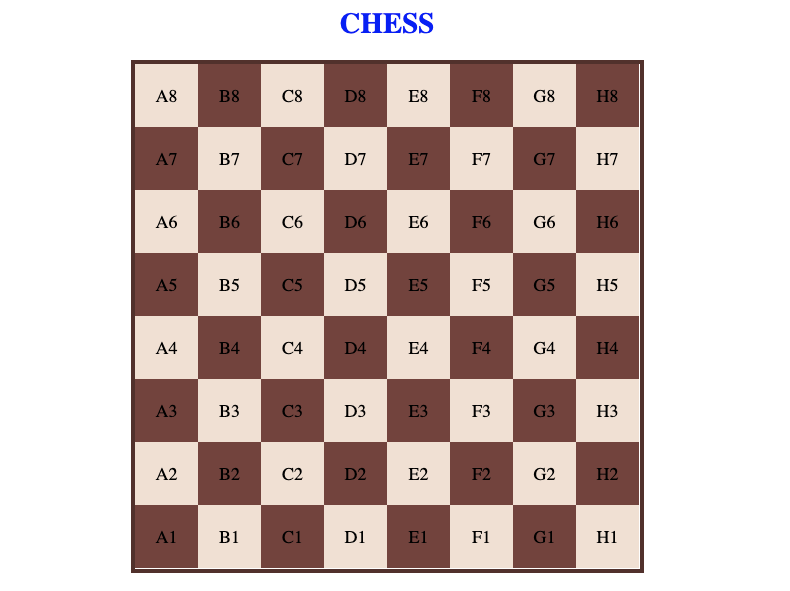 CHESS
A8 B8 C8 D8 E8 F8 G8 H8
A7 B7 C7 D7 E7 F7 G7 H7
A6 B6 C6 D6 E6 F6 G6 H6
A5 B5 C5 D5 E5 F5 G5 H5
A4 B4 C4 D4 E4 F4 G4 H4
A3 B3 C3 D3 E3 F3 G3 H3
A2 B2 C2 D2 E2 F2 G2 H2
A1 B1 C1 D1 E1 F1 G1 H1